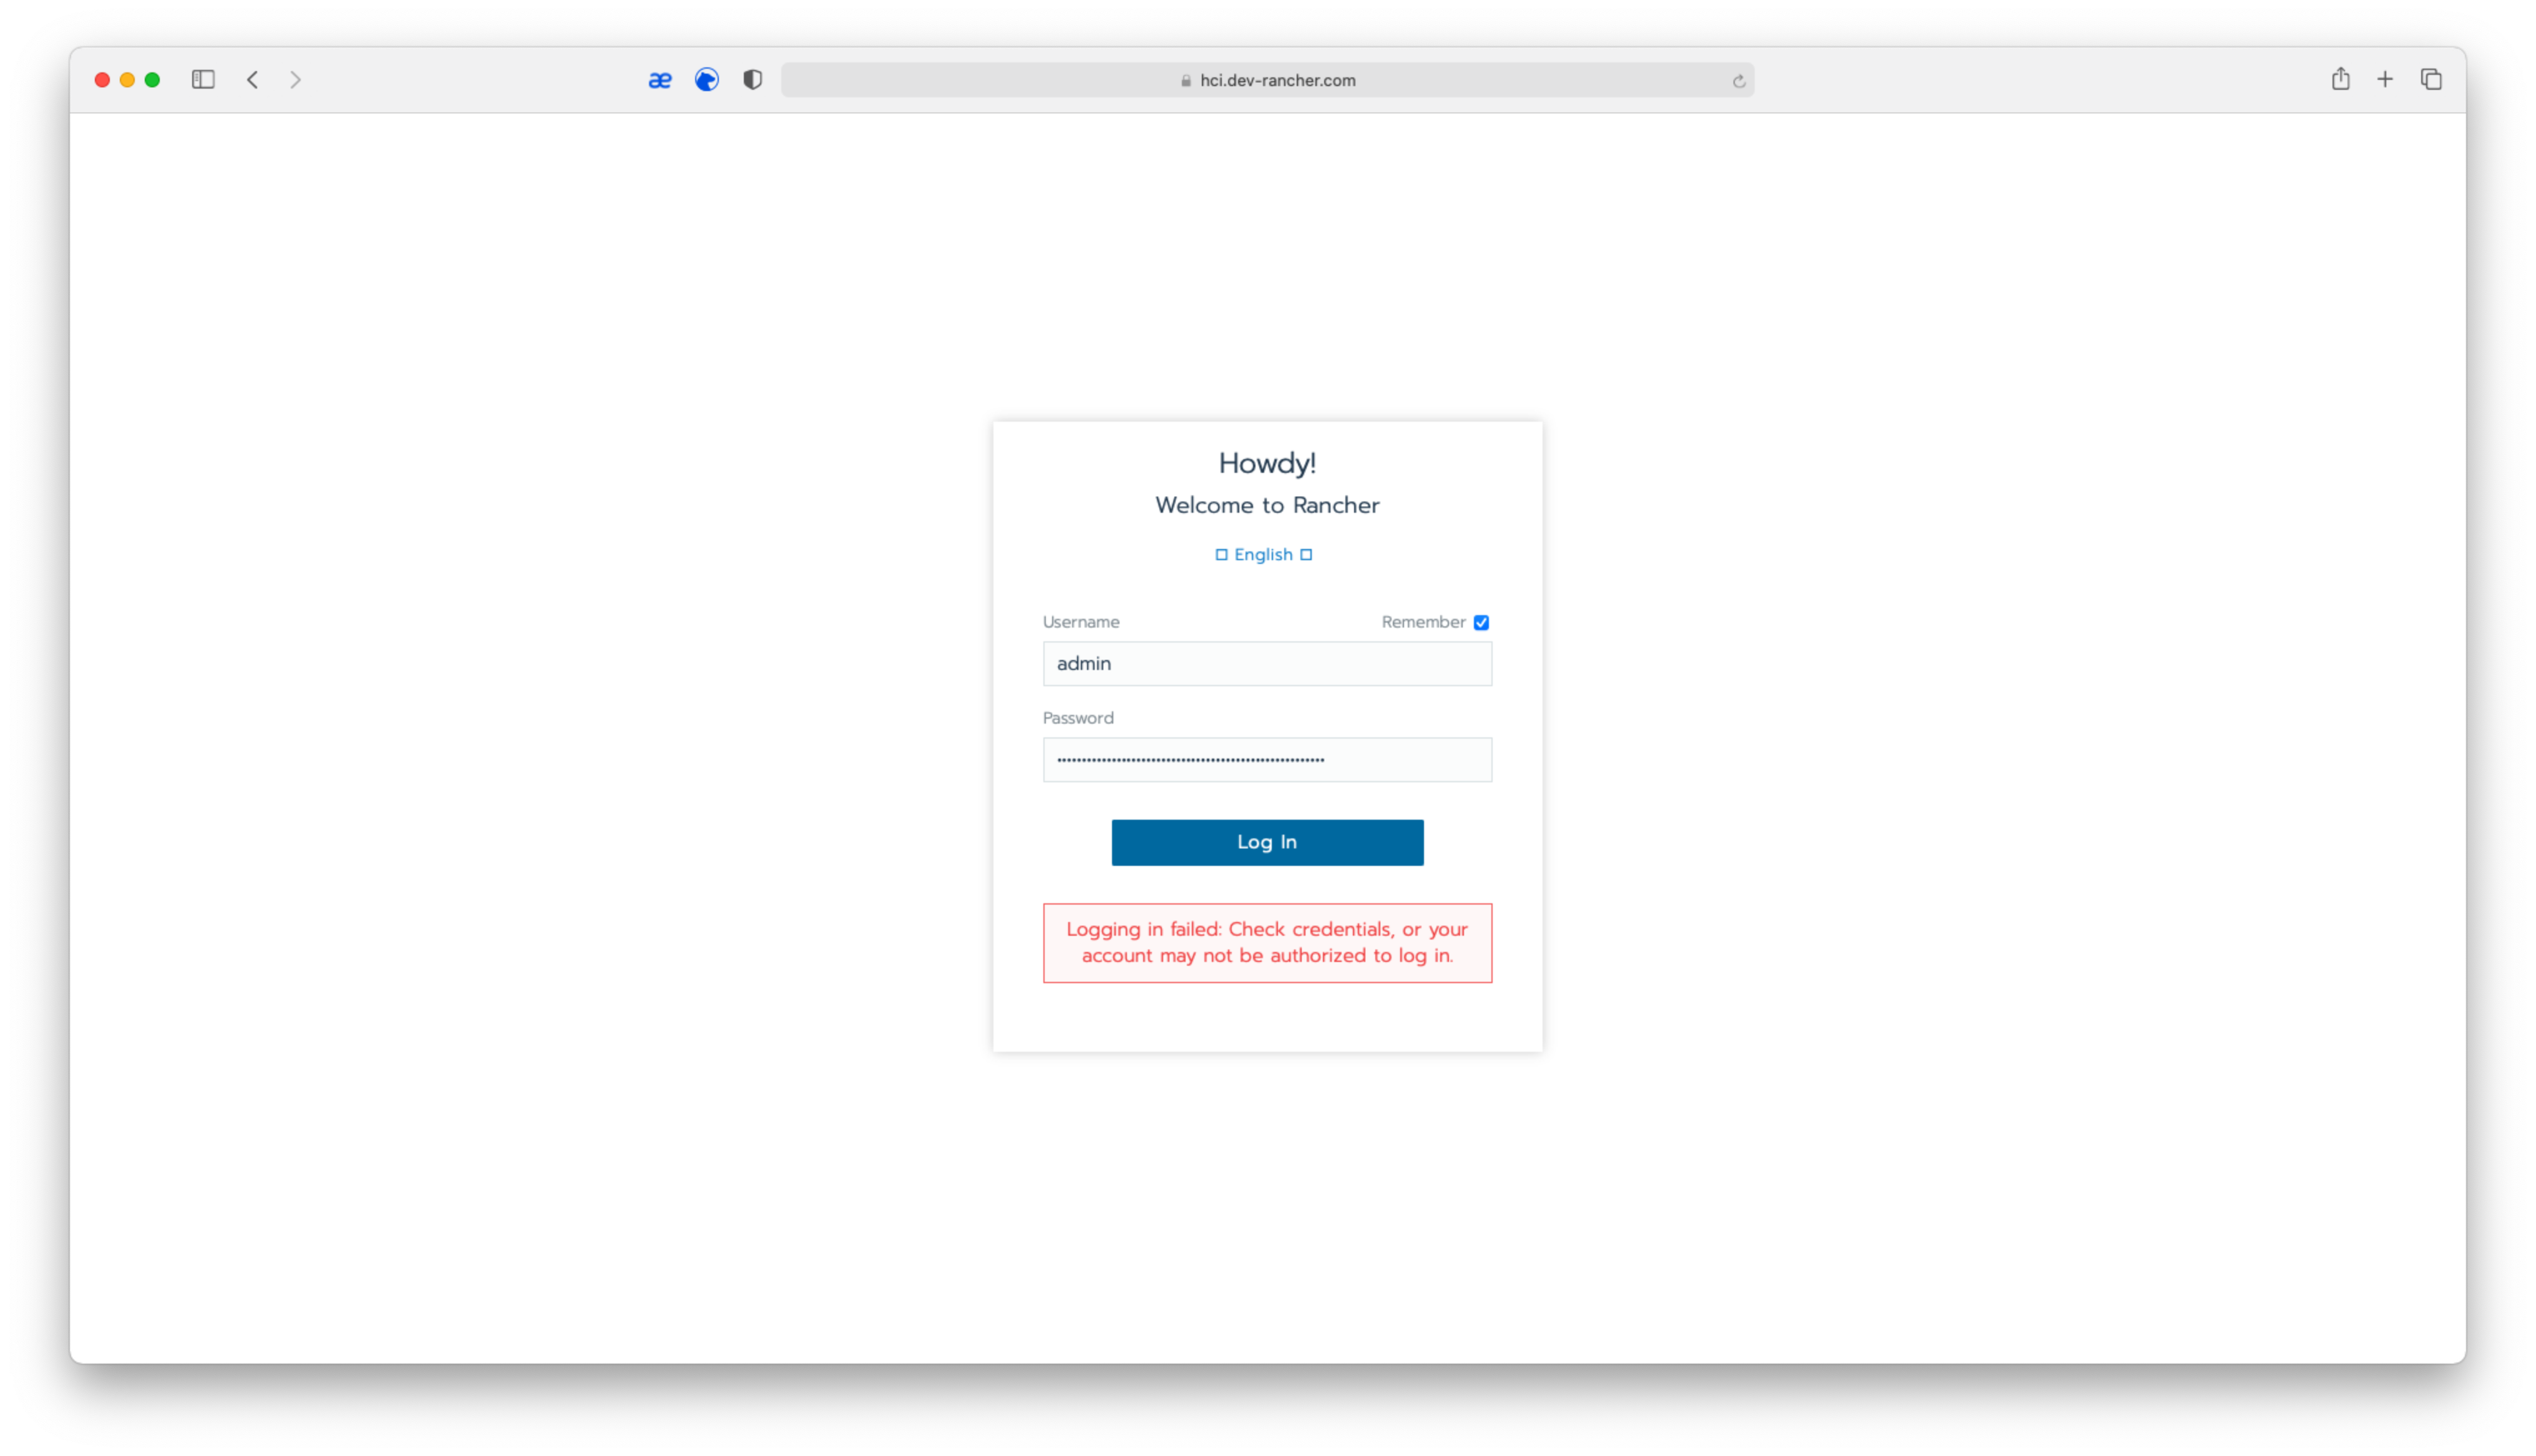 æ
hci.dev-rancher.com
Howdy!
Welcome to Rancher
English
Username
Remember
admin
Password
••••••••••••••••••••••••••••••••••••••••••••••••••••••
Log In
Logging in failed: Check credentials, or your
account may not be authorized to log in.